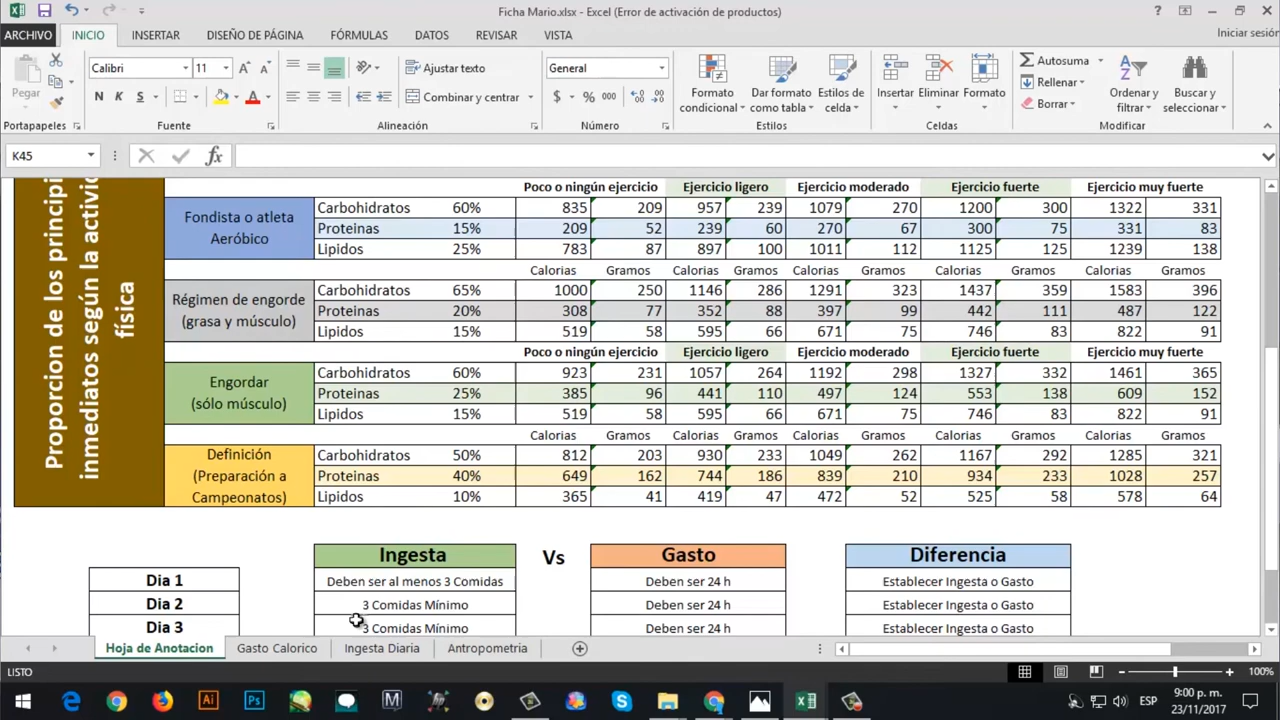 Ficha Mario.xlsx - Excel (Error de activación de productos)
ARCHIVO INICIO INSERTAR DISEÑO DE PÁGINA FÓRMULAS DATOS REVISAR VISTA Iniciar sesión
Calibri 11 Ajustar texto General Autosuma
Pegar Formato condicional Dar formato como tabla Estilos de celda Insertar Eliminar Formato Rellenar Ordenar y filtrar Buscar y seleccionar
N K S Combinar y centrar $ % 000 Borrar
Portapapeles Fuente Alineación Número Estilos Celdas Modificar
K45 fx
Proporcion de los
inmediatos según la
física
Poco o ningún ejercicio Ejercicio ligero Ejercicio moderado Ejercicio fuerte Ejercicio muy fuerte
Fondista o atleta
Aeróbico
Carbohidratos 60% 835 209 957 239 1079 270 1200 300 1322 331
Proteinas 15% 209 52 239 60 270 67 300 75 331 83
Lipidos 25% 783 87 897 100 1011 112 1125 125 1239 138
Calorias Gramos Calorias Gramos Calorias Gramos Calorias Gramos Calorias Gramos
Régimen de engorde
(grasa y músculo)
Carbohidratos 65% 1000 250 1146 286 1291 323 1437 359 1583 396
Proteinas 20% 308 77 352 88 397 99 442 111 487 122
Lipidos 15% 519 58 595 66 671 75 746 83 822 91
Poco o ningún ejercicio Ejercicio ligero Ejercicio moderado Ejercicio fuerte Ejercicio muy fuerte
Engordar
(sólo músculo)
Carbohidratos 60% 923 231 1057 264 1192 298 1327 332 1461 365
Proteinas 25% 385 96 441 110 497 124 553 138 609 152
Lipidos 15% 519 58 595 66 671 75 746 83 822 91
Calorias Gramos Calorias Gramos Calorias Gramos Calorias Gramos Calorias Gramos
Definición
(Preparación a
Campeonatos)
Carbohidratos 50% 812 203 930 233 1049 262 1167 292 1285 321
Proteinas 40% 649 162 744 186 839 210 934 233 1028 257
Lipidos 10% 365 41 419 47 472 52 525 58 578 64
Ingesta Vs Gasto Diferencia
Dia 1 Deben ser al menos 3 Comidas Deben ser 24 h Establecer Ingesta o Gasto
Dia 2 3 Comidas Mínimo Deben ser 24 h Establecer Ingesta o Gasto
Dia 3 3 Comidas Mínimo Deben ser 24 h Establecer Ingesta o Gasto
Hoja de Anotacion Gasto Calorico Ingesta Diaria Antropometria
LISTO 100%
ESP 9:00 p. m.
23/11/2017